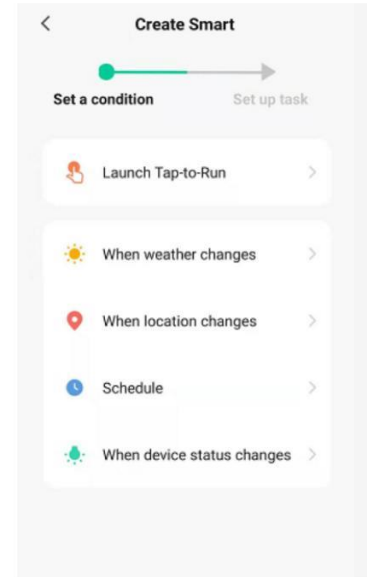 Create Smart
Set a condition
Set up task
Launch Tap-to-Run
When weather changes
When location changes
Schedule
When device status changes